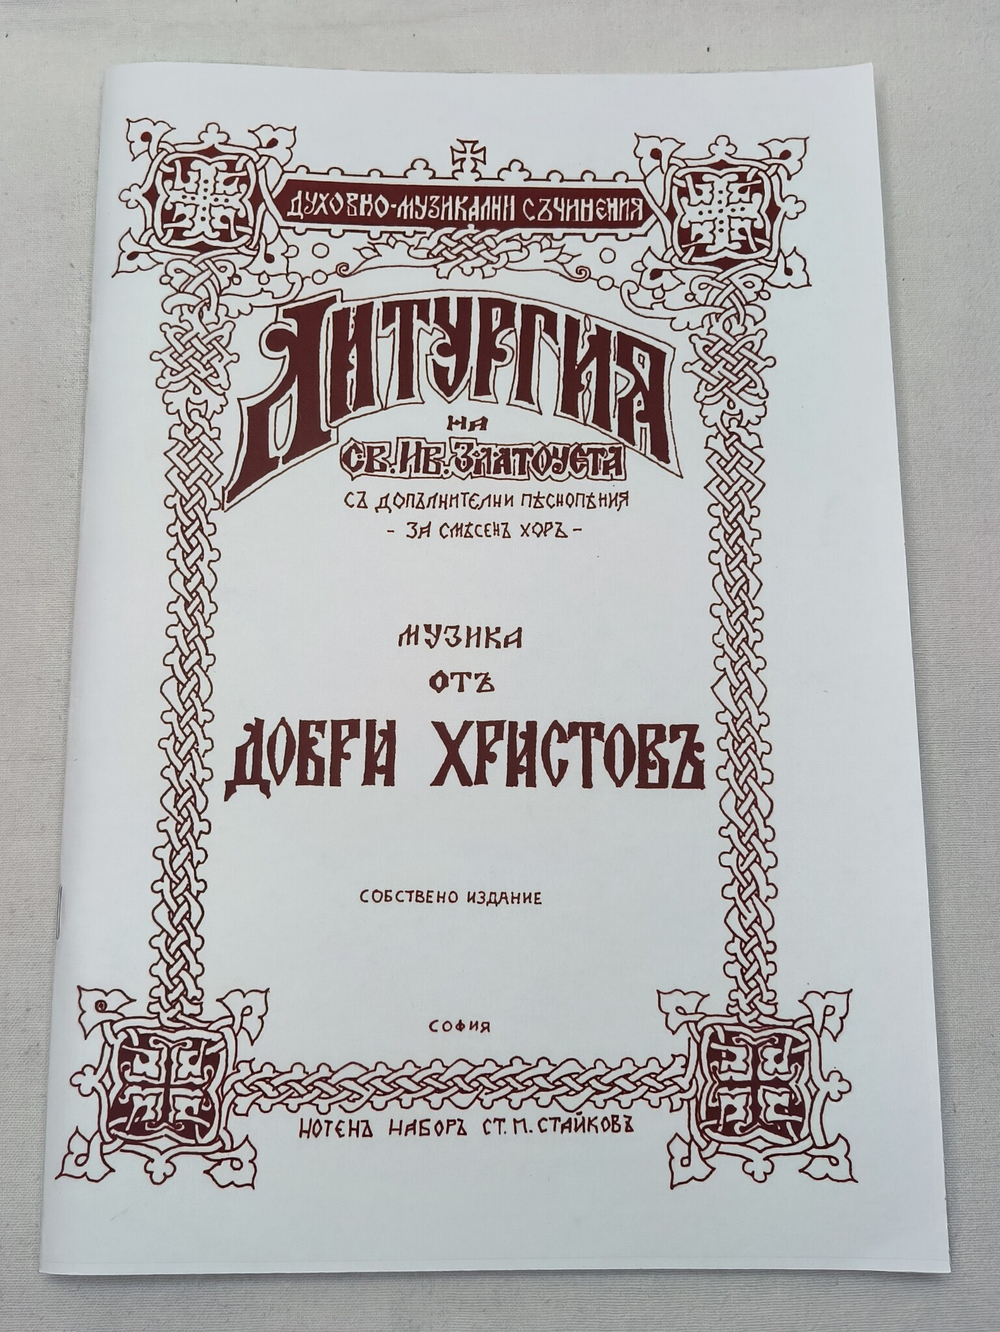 ДУХОВНО-МУЗИКАЛНИ СЪЧИНЕНИЯ
ЛИТУРГИЯ
НА
СВ. ИВ. ЗЛАТОУСТА
СЪ ДОПЪЛНИТЕЛНИ ПѢСНОПѢНИЯ
- ЗА СМѢСЕНЪ ХОРЪ -
МУЗИКА
ОТЪ
ДОБРИ ХРИСТОВЪ
СОБСТВЕНО ИЗДАНИЕ
СОФИЯ
НОТЕНЪ НАБОРЪ СТ. П. СТАЙКОВЪ